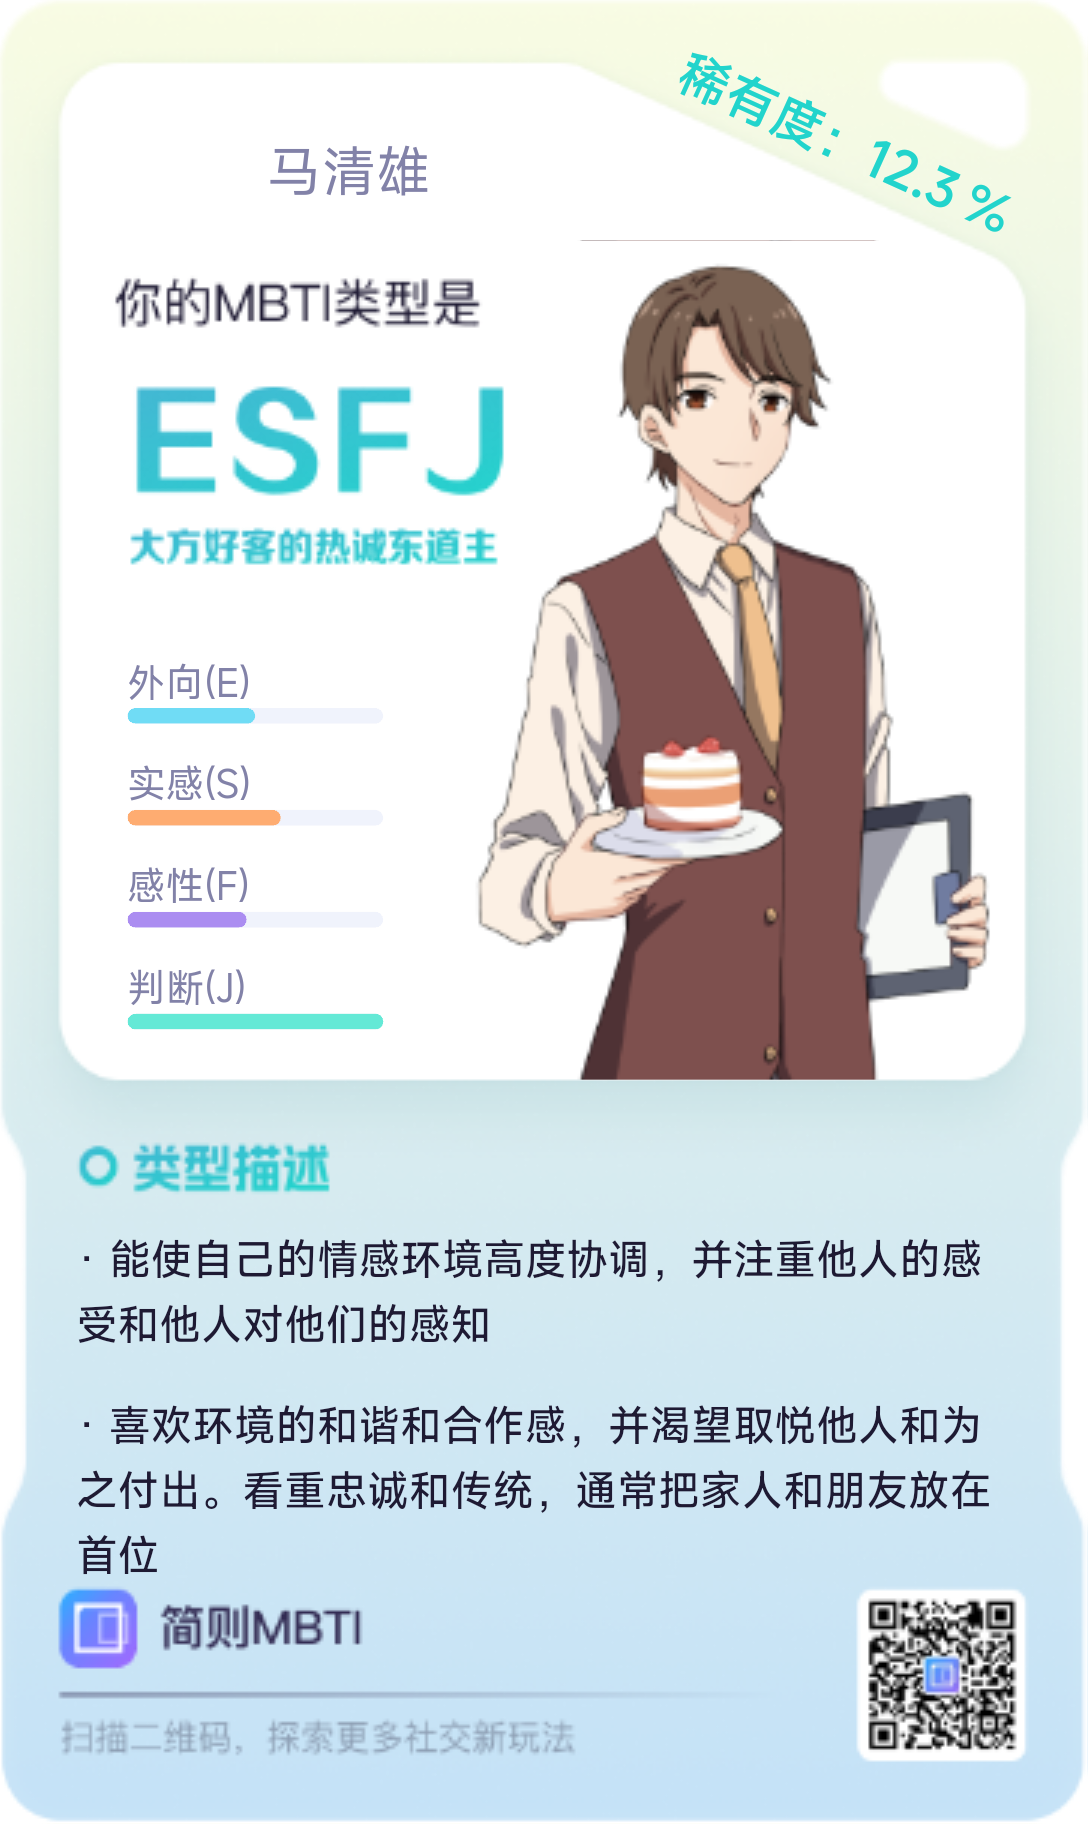 稀有度：12.3%
马清雄
你的MBTI类型是
ESFJ
大方好客的热诚东道主
外向(E)
实感(S)
感性(F)
判断(J)
类型描述
· 能使自己的情感环境高度协调，并注重他人的感
受和他人对他们的感知
· 喜欢环境的和谐和合作感，并渴望取悦他人和为
之付出。看重忠诚和传统，通常把家人和朋友放在
首位
简则MBTI
扫描二维码，探索更多社交新玩法